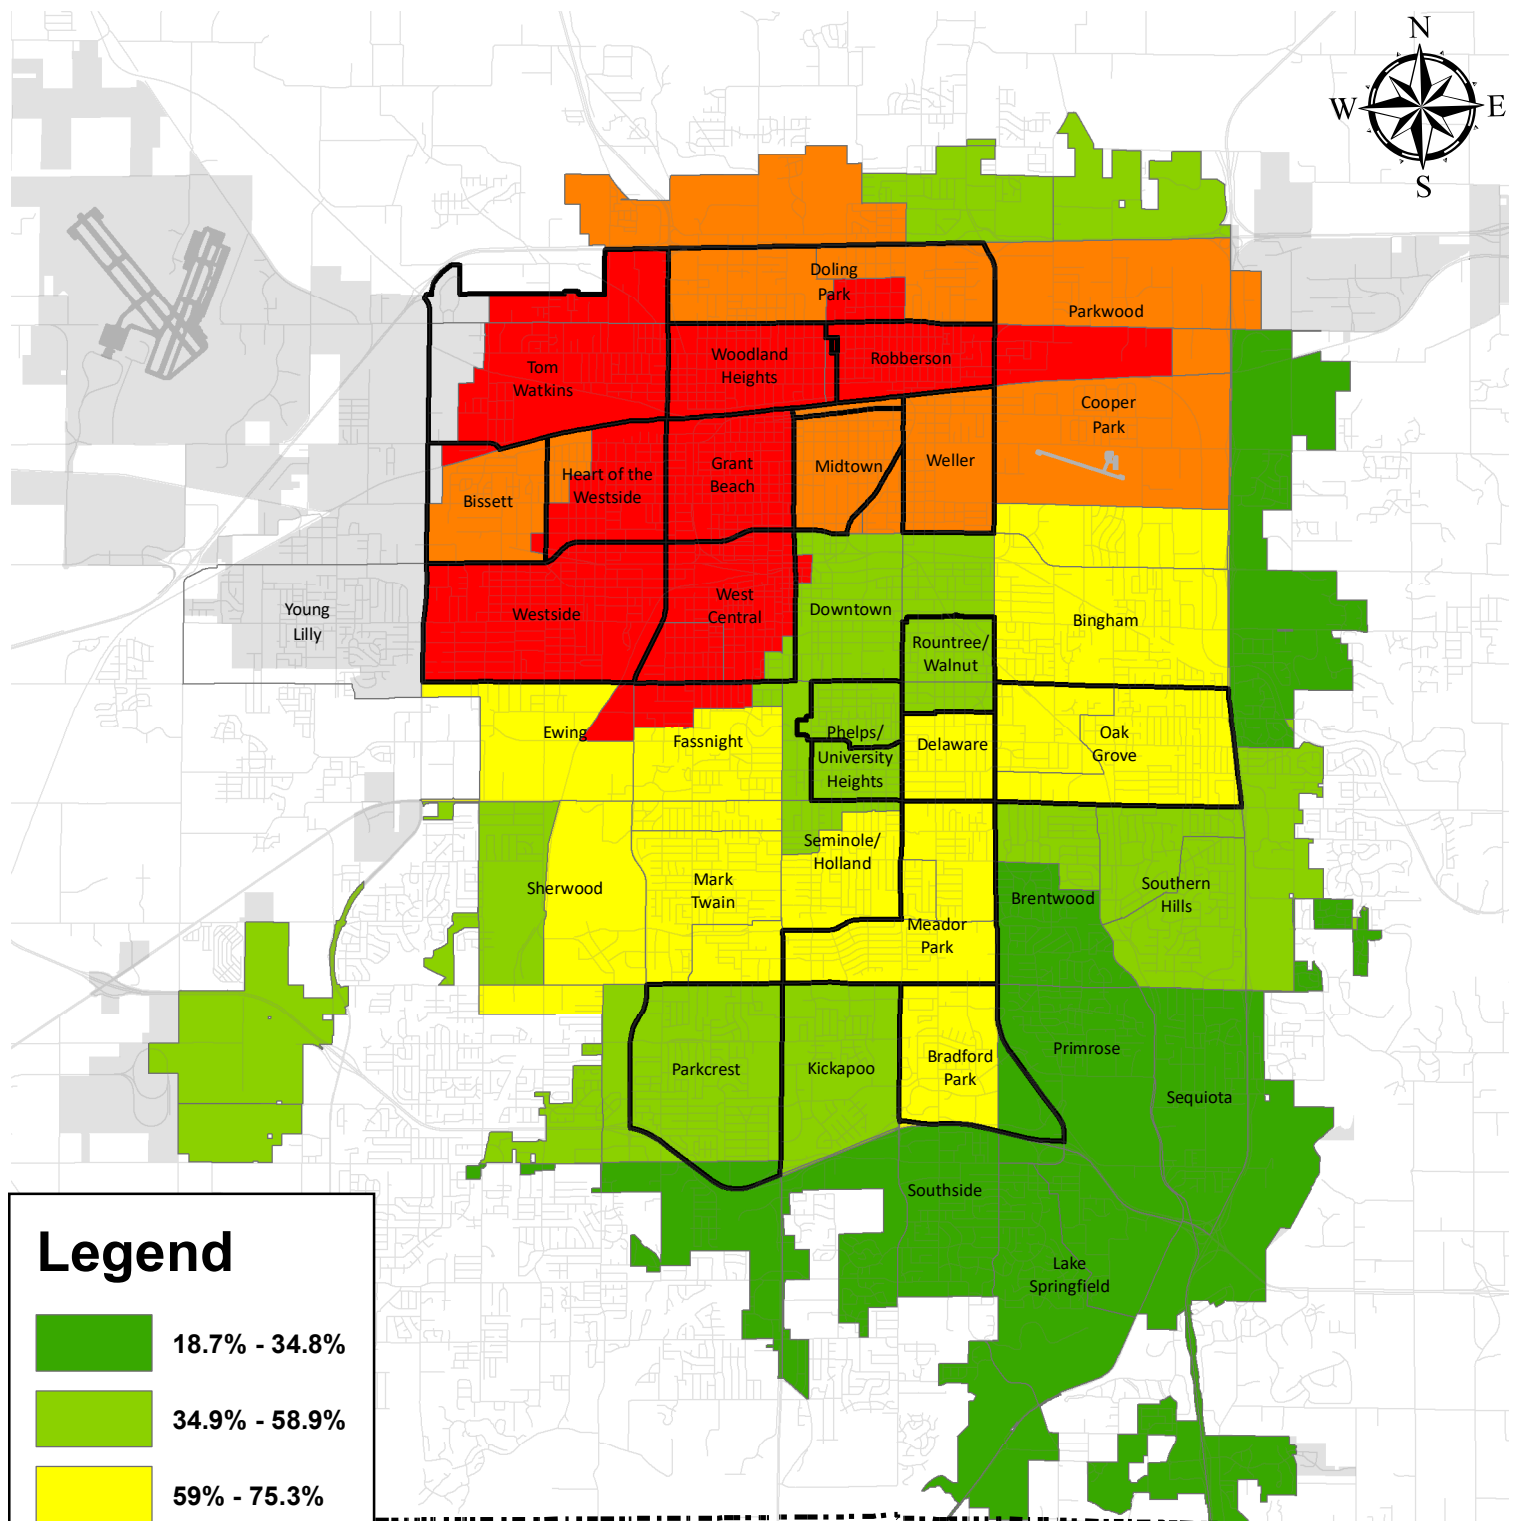 N
W
E
S
Doling
Park
Parkwood
Tom
Watkins
Woodland
Heights
Robberson
Cooper
Park
Bissett
Heart of the
Westside
Grant
Beach
Midtown
Weller
Young
Lilly
Westside
West
Central
Downtown
Rountree/
Walnut
Bingham
Ewing
Fassnight
Phelps/
University
Heights
Delaware
Oak
Grove
Sherwood
Mark
Twain
Seminole/
Holland
Meador
Park
Brentwood
Southern
Hills
Parkcrest
Kickapoo
Bradford
Park
Primrose
Sequiota
Southside
Lake
Springfield
Legend
18.7% - 34.8%
34.9% - 58.9%
59% - 75.3%